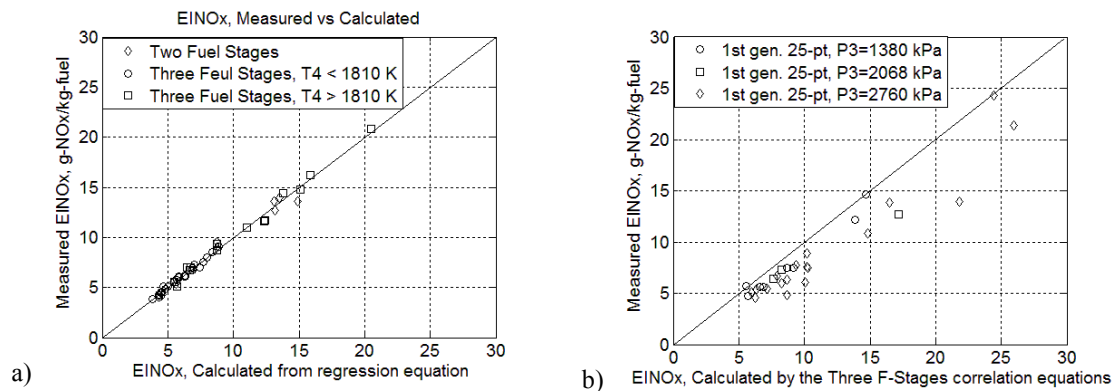 EINOx, Measured vs Calculated
30
25
20
15
10
5
0
Measured EINOx, g-NOx/kg-fuel
Two Fuel Stages
Three Feul Stages, T4 < 1810 K
Three Fuel Stages, T4 > 1810 K
0 5 10 15 20 25 30
EINOx, Calculated from regression equation
a)
30
25
20
15
10
5
0
Measured EINOx, g-NOx/kg-fuel
1st gen. 25-pt, P3=1380 kPa
1st gen. 25-pt, P3=2068 kPa
1st gen. 25-pt, P3=2760 kPa
0 5 10 15 20 25 30
EINOx, Calculated by the Three F-Stages correlation equations
b)